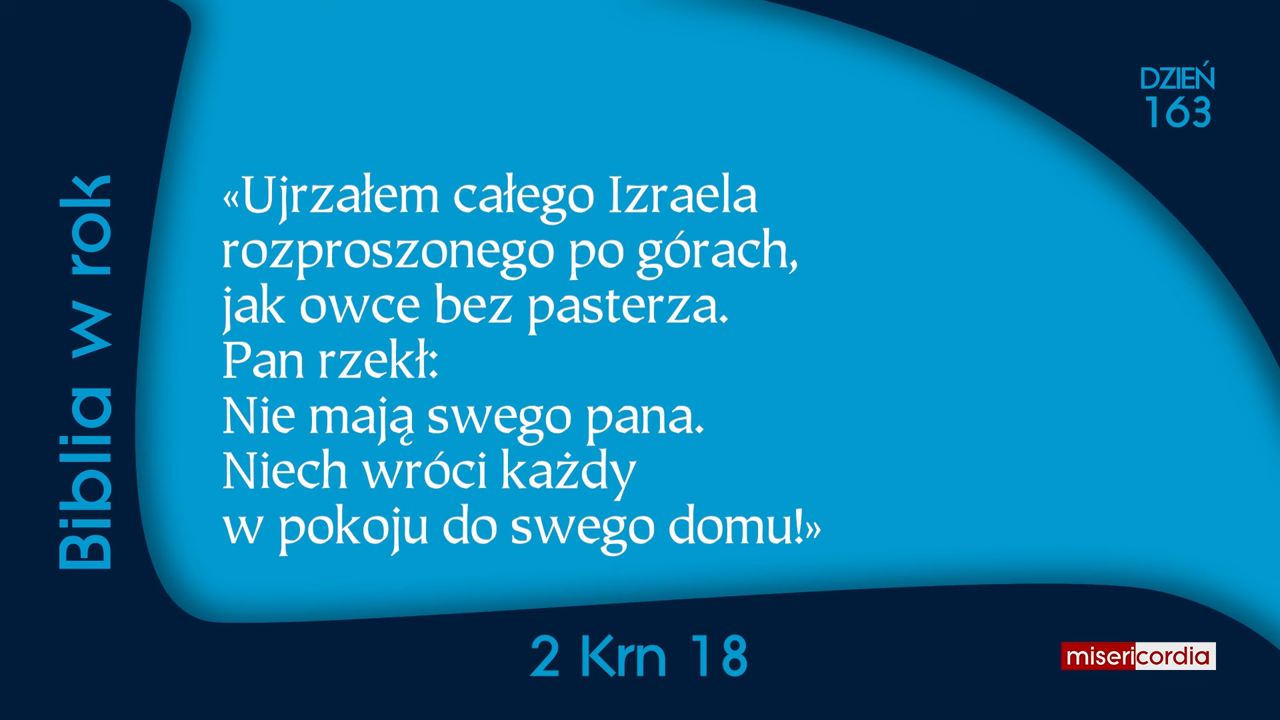 Biblia w rok
DZIEŃ
163
«Ujrzałem całego Izraela
rozproszonego po górach,
jak owce bez pasterza.
Pan rzekł:
Nie mają swego pana.
Niech wróci każdy
w pokoju do swego domu!»
2 Krn 18
misericordia